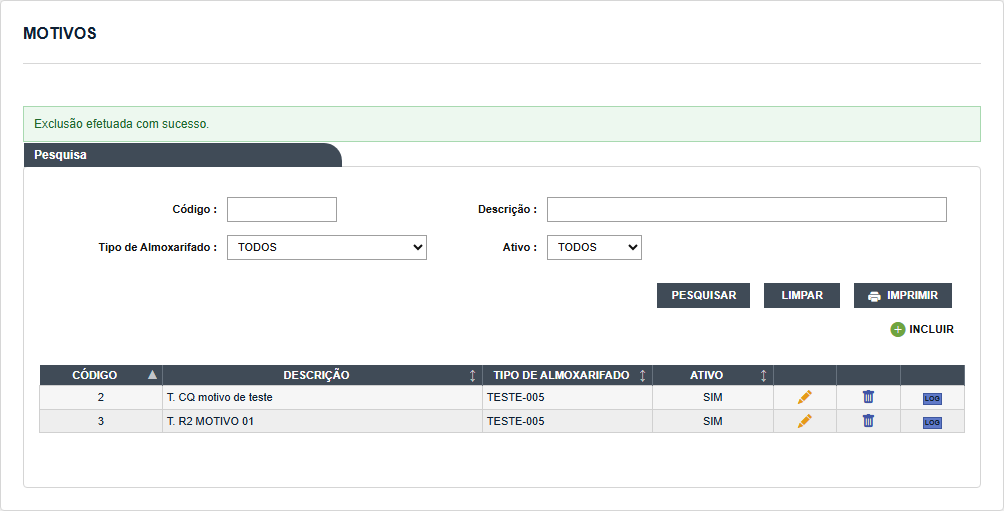 MOTIVOS
Exclusão efetuada com sucesso.
Pesquisa
Código :
Descrição :
Tipo de Almoxarifado : TODOS
Ativo : TODOS
PESQUISAR LIMPAR IMPRIMIR
INCLUIR
CÓDIGO DESCRIÇÃO TIPO DE ALMOXARIFADO ATIVO
2 T. CQ motivo de teste TESTE-005 SIM LOG
3 T. R2 MOTIVO 01 TESTE-005 SIM LOG